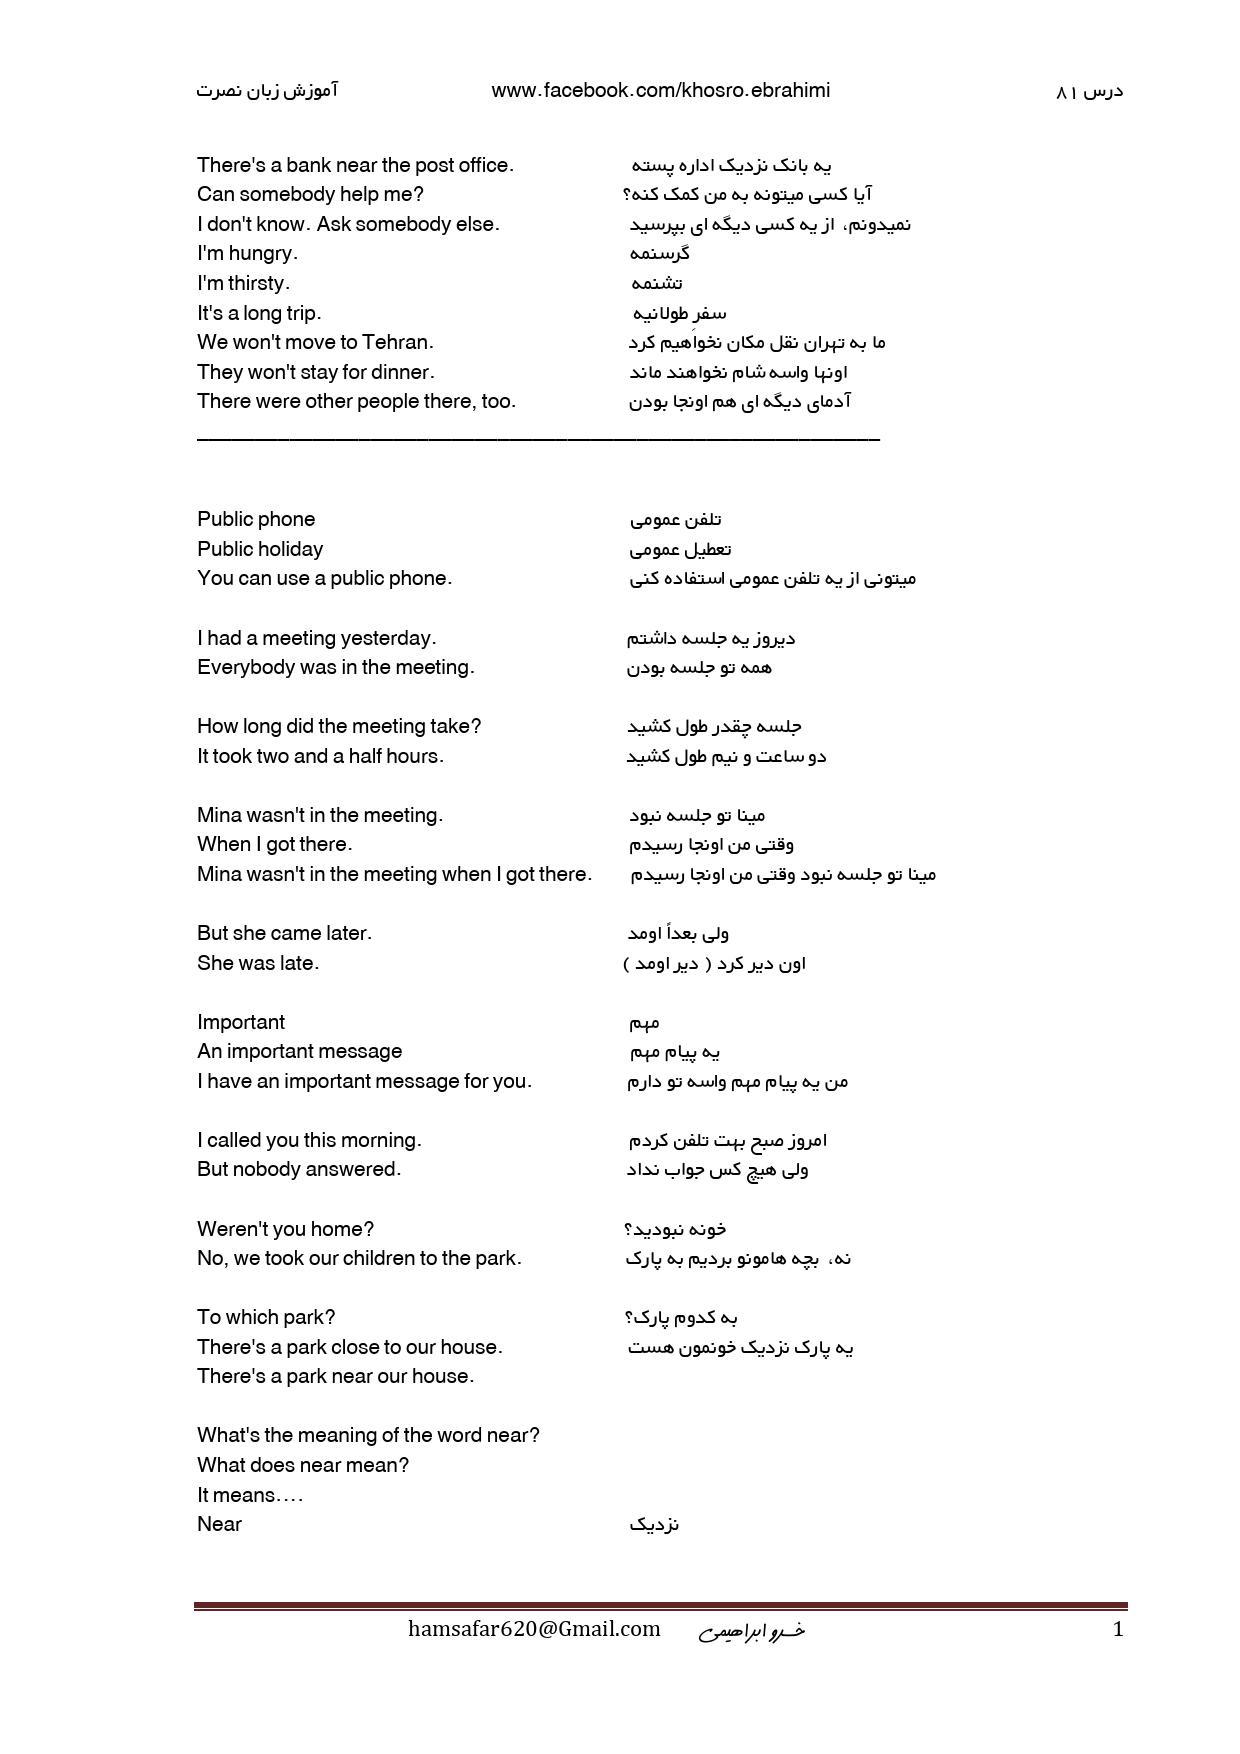 آموزش زبان نصرت www.facebook.com/khosro.ebrahimi درس ۸۱
There's a bank near the post office. یه بانک نزدیک اداره پسته
Can somebody help me? آیا کسی میتونه به من کمک کنه؟
I don't know. Ask somebody else. نمیدونم، از یه کسی دیگه ای بپرسید
I'm hungry. گرسنمه
I'm thirsty. تشنمه
It's a long trip. سفرِ طولانیه
We won't move to Tehran. ما به تهران نقل مکان نخواهیم کرد
They won't stay for dinner. اونها واسه شام نخواهند ماند
There were other people there, too. آدمای دیگه ای هم اونجا بودن
Public phone تلفن عمومی
Public holiday تعطیل عمومی
You can use a public phone. میتونی از یه تلفن عمومی استفاده کنی
I had a meeting yesterday. دیروز یه جلسه داشتم
Everybody was in the meeting. همه تو جلسه بودن
How long did the meeting take? جلسه چقدر طول کشید
It took two and a half hours. دو ساعت و نیم طول کشید
Mina wasn't in the meeting. مینا تو جلسه نبود
When I got there. وقتی من اونجا رسیدم
Mina wasn't in the meeting when I got there. مینا تو جلسه نبود وقتی من اونجا رسیدم
But she came later. ولی بعداً اومد
She was late. اون دیر کرد ( دیر اومد )
Important مهم
An important message یه پیام مهم
I have an important message for you. من یه پیام مهم واسه تو دارم
I called you this morning. امروز صبح بهت تلفن کردم
But nobody answered. ولی هیچ کس جواب نداد
Weren't you home? خونه نبودید؟
No, we took our children to the park. نه، بچه هامونو بردیم به پارک
To which park? به کدوم پارک؟
There's a park close to our house. یه پارک نزدیک خونمون هست
There's a park near our house.
What's the meaning of the word near?
What does near mean?
It means....
Near نزدیک
hamsafar620@Gmail.com خسرو ابراهیمی 1